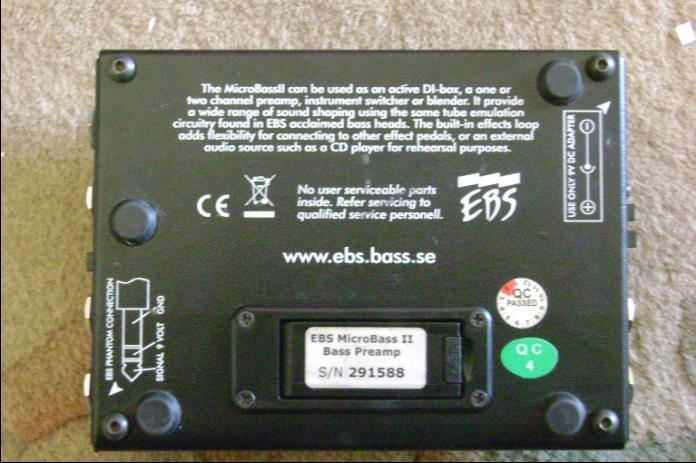 The MicroBassII can be used as an active DI-box, a one or
two channel preamp, instrument switcher or blender. It provide
a wide range of sound shaping using the same tube emulation
circuitry found in EBS acclaimed bass heads. The built-in effects loop
adds flexibility for connecting to other effect pedals, or an external
audio source such as a CD player for rehearsal purposes.
USE ONLY 9V DC ADAPTER
CE
No user serviceable parts
inside. Refer servicing to
qualified service personell.
EBS
www.ebs.bass.se
EBS PHANTOM CONNECTION
SIGNAL 9 VOLT GND
QC
PASSED
QC
4
EBS MicroBass II
Bass Preamp
S/N 291588